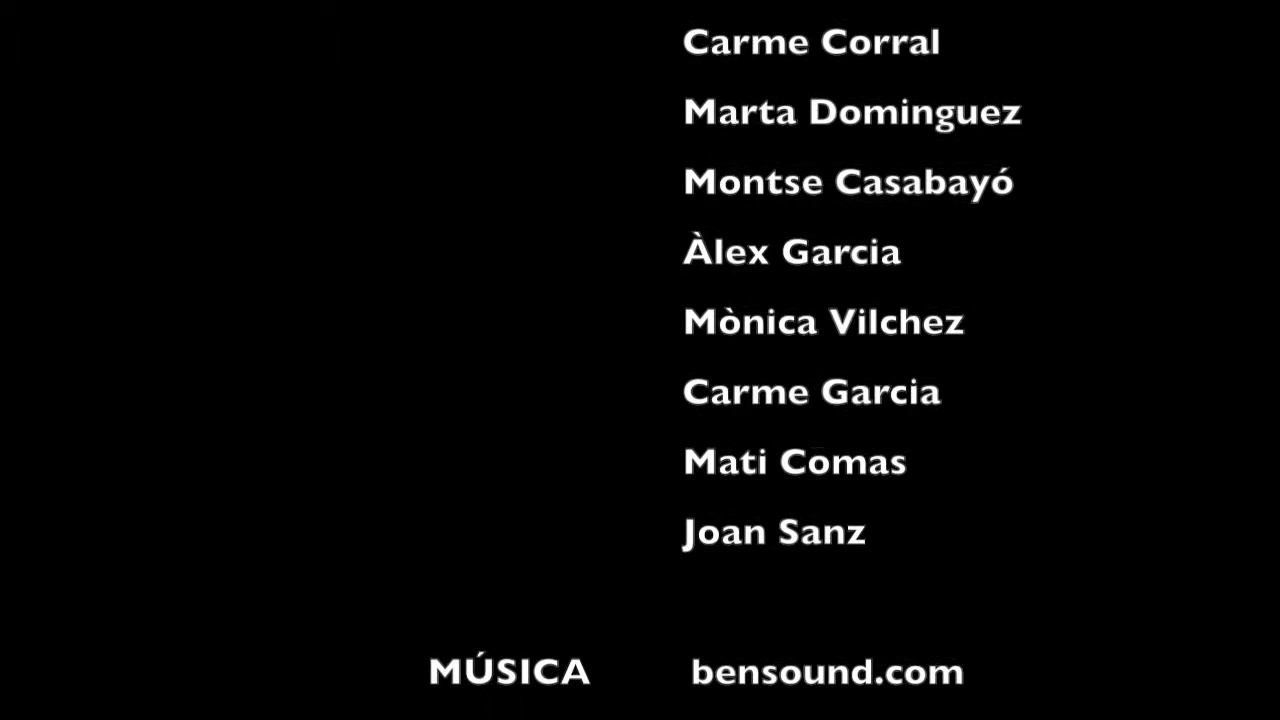 Carme Corral
Marta Dominguez
Montse Casabayó
Àlex Garcia
Mònica Vilchez
Carme Garcia
Mati Comas
Joan Sanz
MÚSICA bensound.com